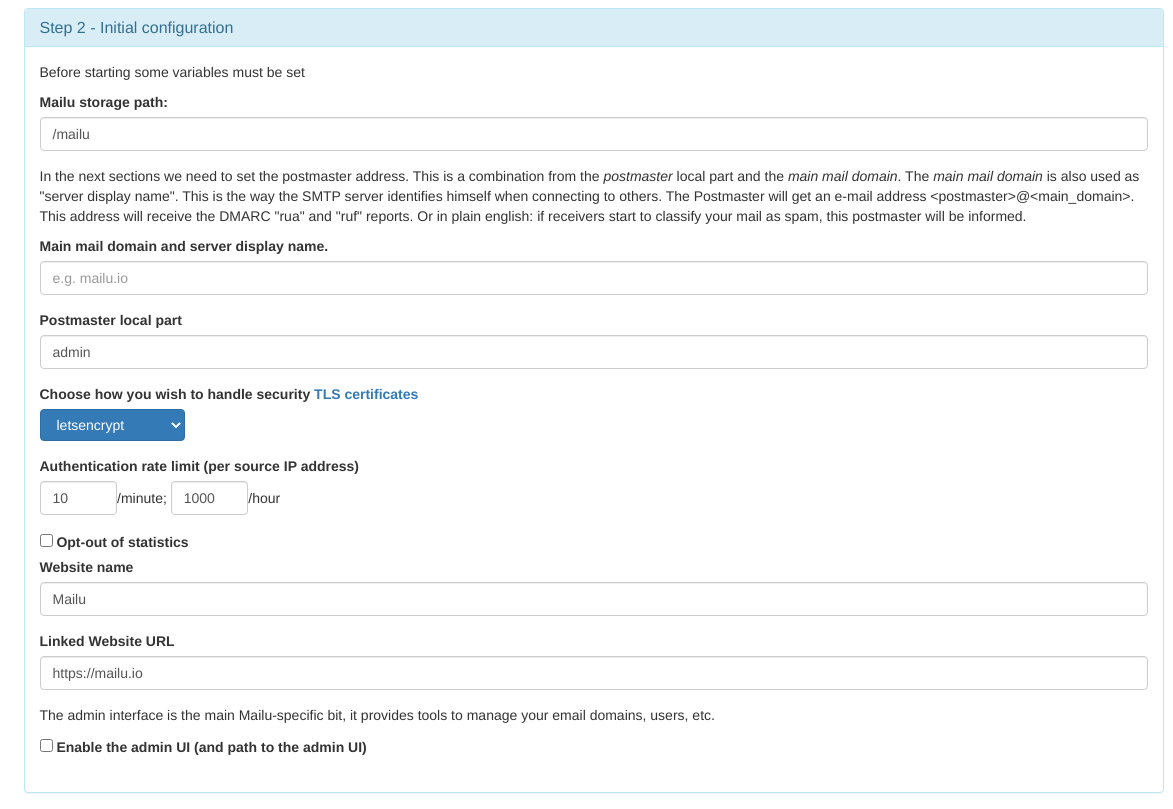 Step 2 - Initial configuration
Before starting some variables must be set
Mailu storage path:
/mailu
In the next sections we need to set the postmaster address. This is a combination from the postmaster local part and the main mail domain. The main mail domain is also used as
"server display name". This is the way the SMTP server identifies himself when connecting to others. The Postmaster will get an e-mail address <postmaster>@<main_domain>.
This address will receive the DMARC "rua" and "ruf" reports. Or in plain english: if receivers start to classify your mail as spam, this postmaster will be informed.
Main mail domain and server display name.
e.g. mailu.io
Postmaster local part
admin
Choose how you wish to handle security TLS certificates
letsencrypt
Authentication rate limit (per source IP address)
10 /minute; 1000 /hour
Opt-out of statistics
Website name
Mailu
Linked Website URL
https://mailu.io
The admin interface is the main Mailu-specific bit, it provides tools to manage your email domains, users, etc.
Enable the admin UI (and path to the admin UI)